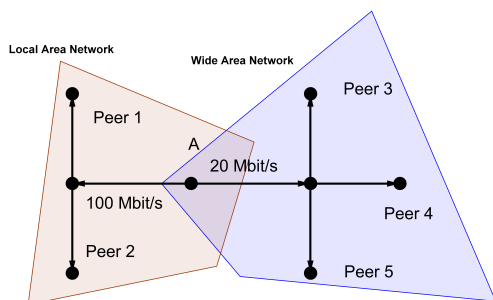 Local Area Network
Wide Area Network
Peer 1
Peer 3
A
20 Mbit/s
100 Mbit/s
Peer 4
Peer 2
Peer 5